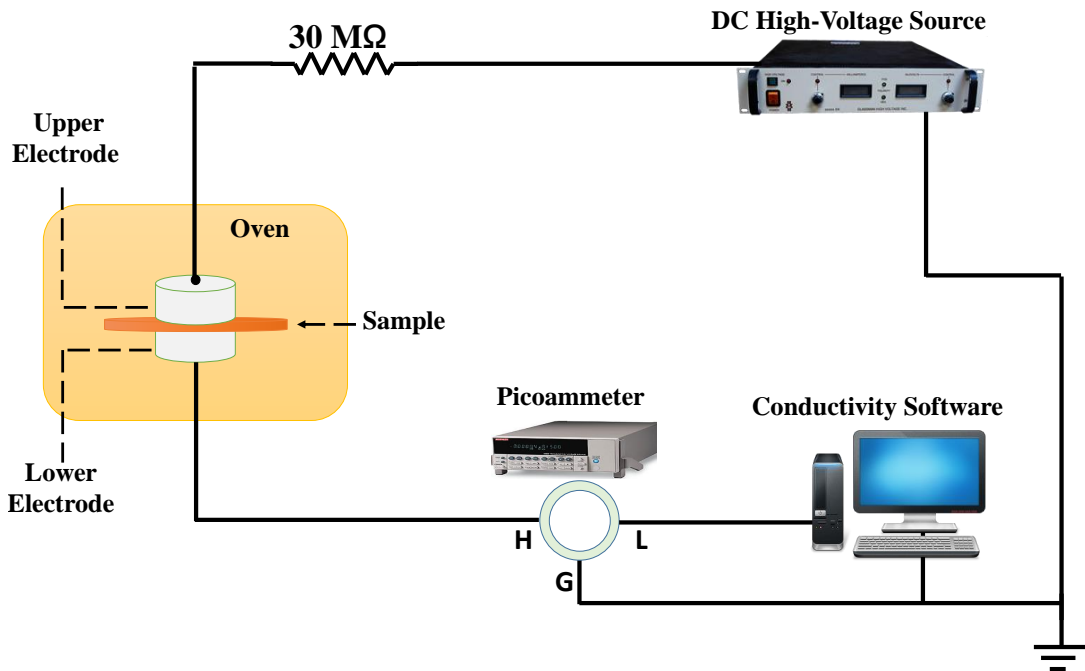 DC High-Voltage Source
30 MΩ
Upper
Electrode
Oven
Sample
Picoammeter
Conductivity Software
Lower
Electrode
H
L
G